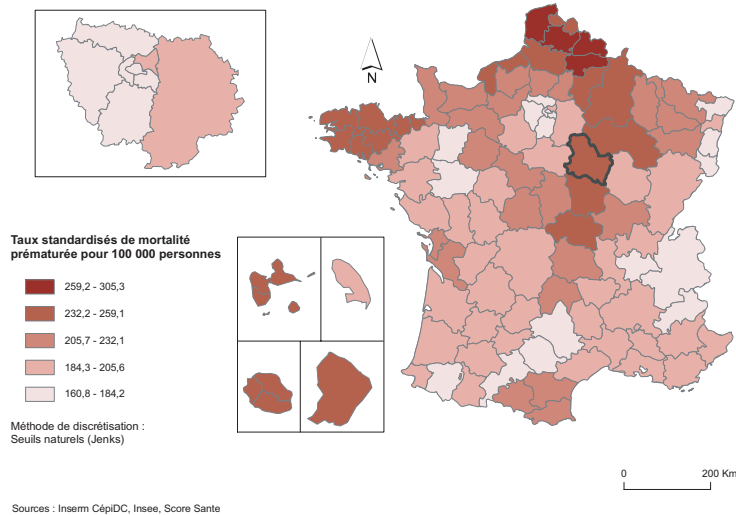 N
Taux standardisés de mortalité
prématurée pour 100 000 personnes
259,2 - 305,3
232,2 - 259,1
205,7 - 232,1
184,3 - 205,6
160,8 - 184,2
Méthode de discrétisation :
Seuils naturels (Jenks)
0 200 Km
Sources : Inserm CépiDC, Insee, Score Sante